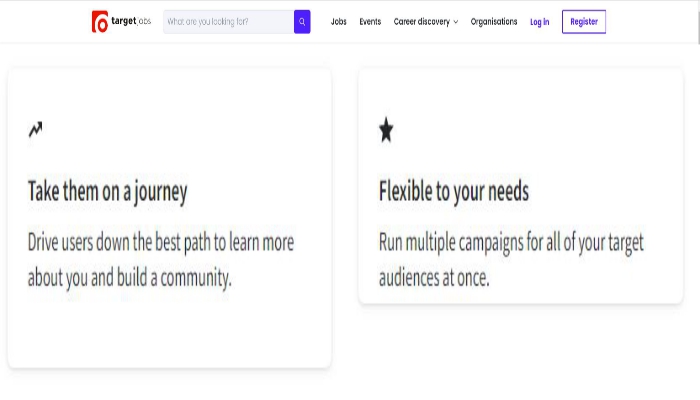 targetjobs What are you looking for? Jobs Events Career discovery Organisations Log in Register
Take them on a journey
Drive users down the best path to learn more
about you and build a community.
Flexible to your needs
Run multiple campaigns for all of your target
audiences at once.